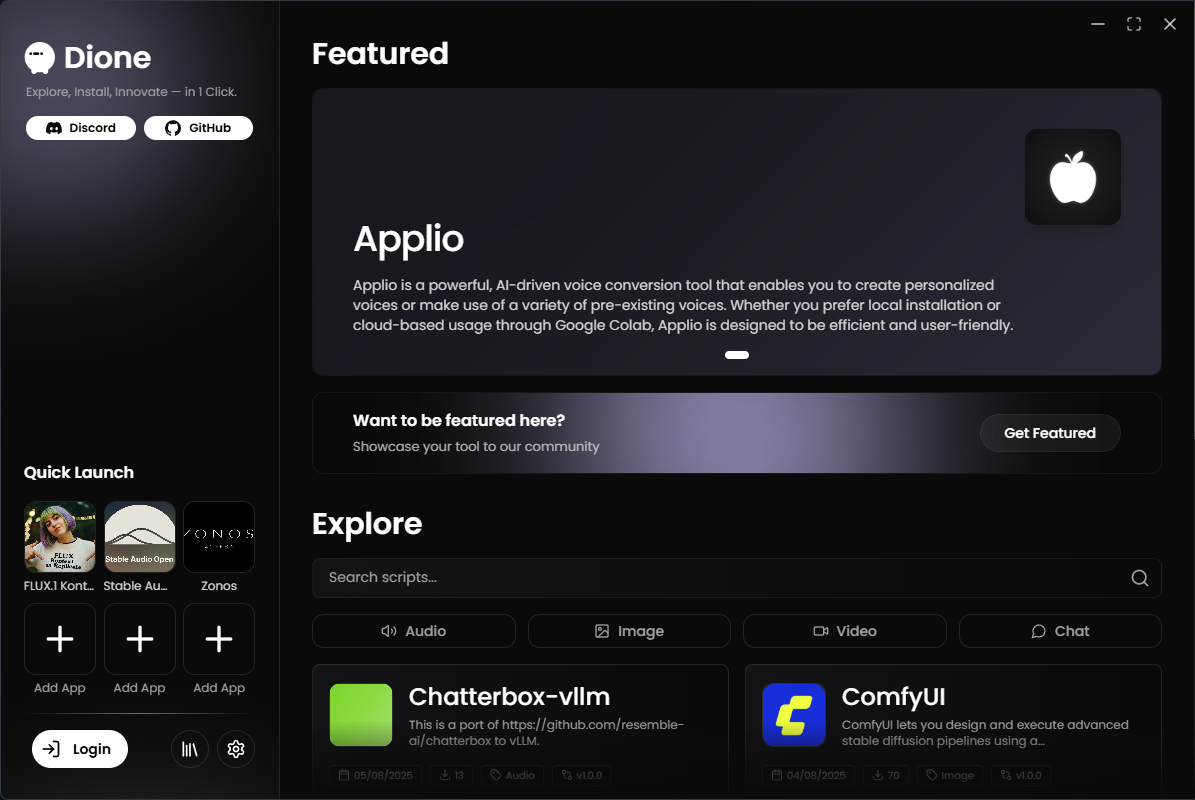 Dione
Explore, Install, Innovate — in 1 Click.
Discord
GitHub
Quick Launch
FLUX
Kontext
on Replicate
Stable Audio Open
ZONOS
FLUX.1 Kont...
Stable Au...
Zonos
Add App
Add App
Add App
Login
Featured
Applio
Applio is a powerful, AI-driven voice conversion tool that enables you to create personalized
voices or make use of a variety of pre-existing voices. Whether you prefer local installation or
cloud-based usage through Google Colab, Applio is designed to be efficient and user-friendly.
Want to be featured here?
Showcase your tool to our community
Get Featured
Explore
Search scripts...
Audio
Image
Video
Chat
Chatterbox-vllm
This is a port of https://github.com/resemble-
ai/chatterbox to vLLM.
05/08/2025
13
Audio
v1.0.0
ComfyUI
ComfyUI lets you design and execute advanced
stable diffusion pipelines using a...
04/08/2025
70
Image
v1.0.0